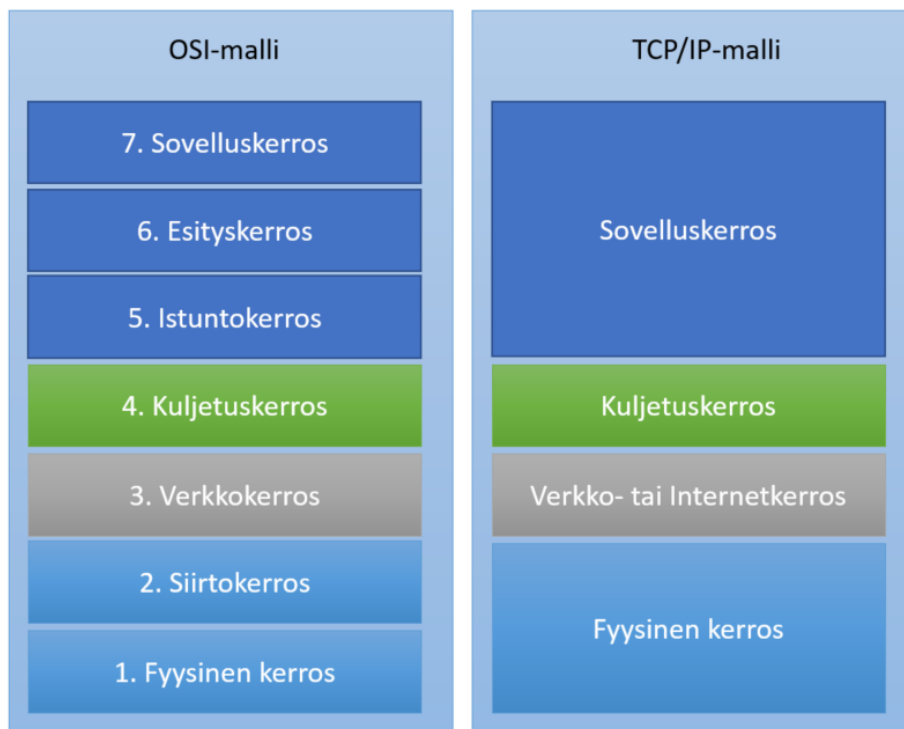 OSI-malli
7. Sovelluskerros
6. Esityskerros
5. Istuntokerros
4. Kuljetuskerros
3. Verkkokerros
2. Siirtokerros
1. Fyysinen kerros
TCP/IP-malli
Sovelluskerros
Kuljetuskerros
Verkko- tai Internetkerros
Fyysinen kerros